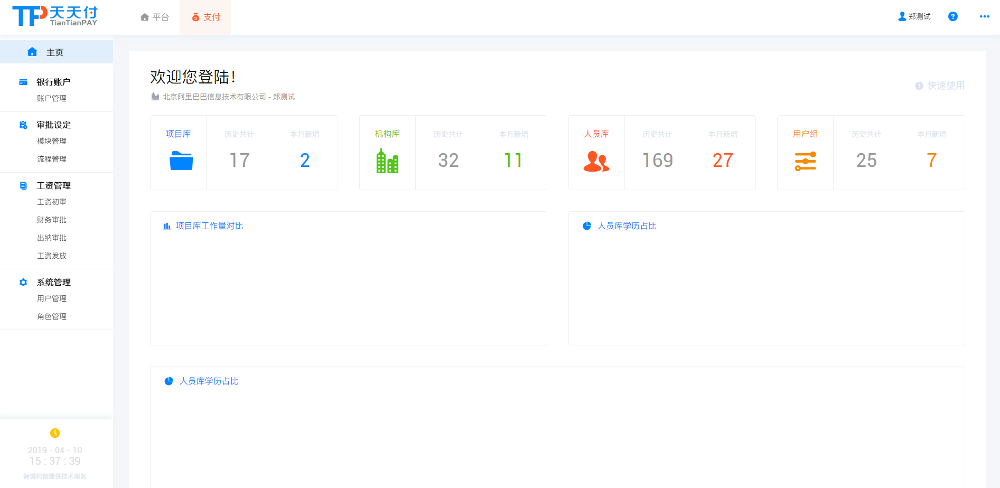 天天付
TianTianPAY
平台
支付
郑测试
主页
银行账户
账户管理
审批设定
模块管理
流程管理
工资管理
工资初审
财务审批
出纳审批
工资发放
系统管理
用户管理
角色管理
2019 - 04 - 10
15 : 37 : 39
智诚科创提供技术服务
欢迎您登陆！
北京阿里巴巴信息技术有限公司 - 郑测试
快速使用
项目库 历史共计 本月新增
17 2
机构库 历史共计 本月新增
32 11
人员库 历史共计 本月新增
169 27
用户组 历史共计 本月新增
25 7
项目库工作量对比
人员库学历占比
人员库学历占比